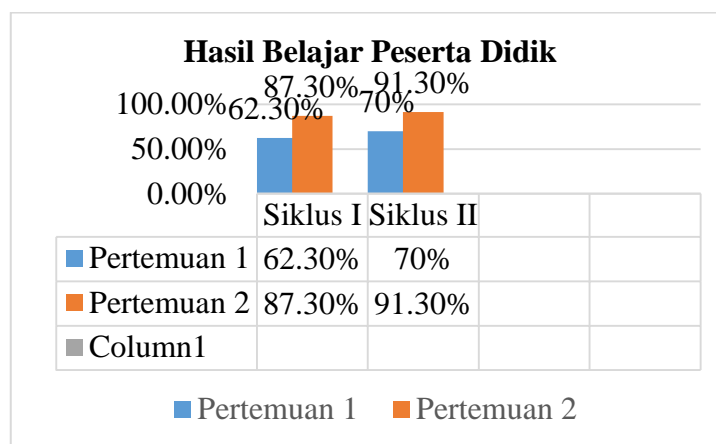 Hasil Belajar Peserta Didik
87.30% 91.30%
100.00% 62.30% 70%
50.00%
0.00%
Siklus I Siklus II
Pertemuan 1 62.30% 70%
Pertemuan 2 87.30% 91.30%
Column1
Pertemuan 1 Pertemuan 2